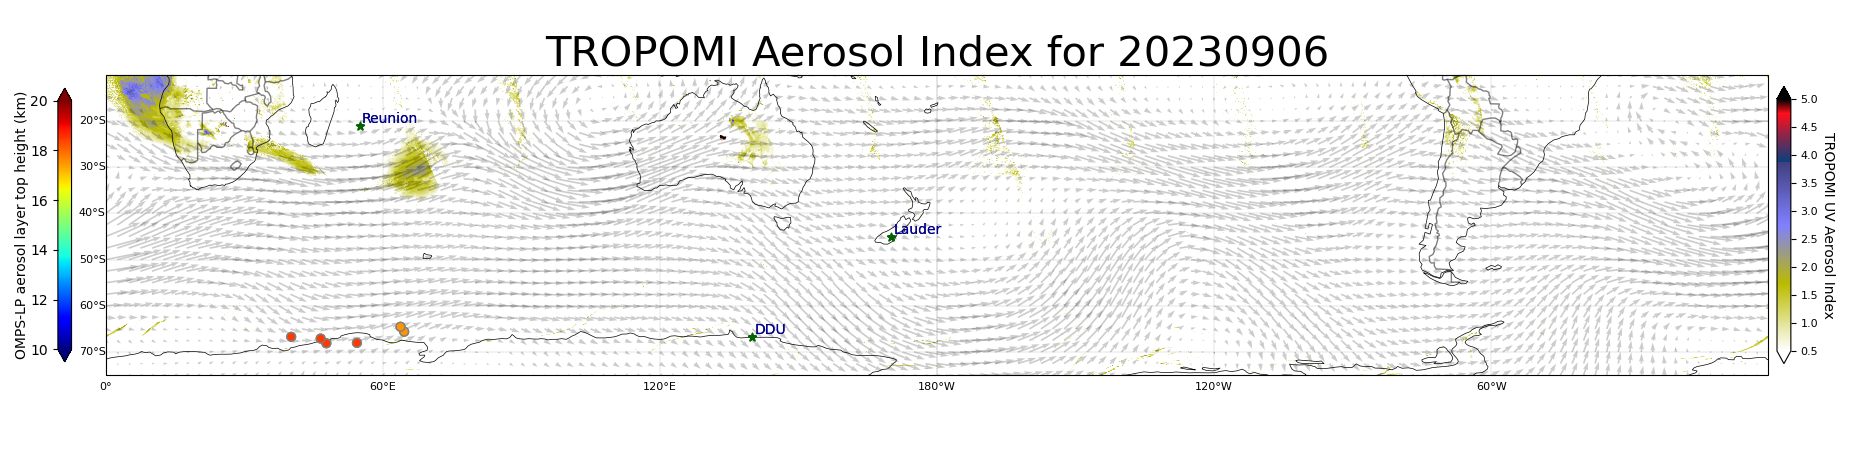 TROPOMI Aerosol Index for 20230906
OMPS-LP aerosol layer top height (km)
20
18
16
14
12
10
20°S
30°S
40°S
50°S
60°S
70°S
Reunion
Lauder
DDU
0°
60°E
120°E
180°W
120°W
60°W
5.0
4.5
4.0
3.5
3.0
2.5
2.0
1.5
1.0
0.5
TROPOMI UV Aerosol Index